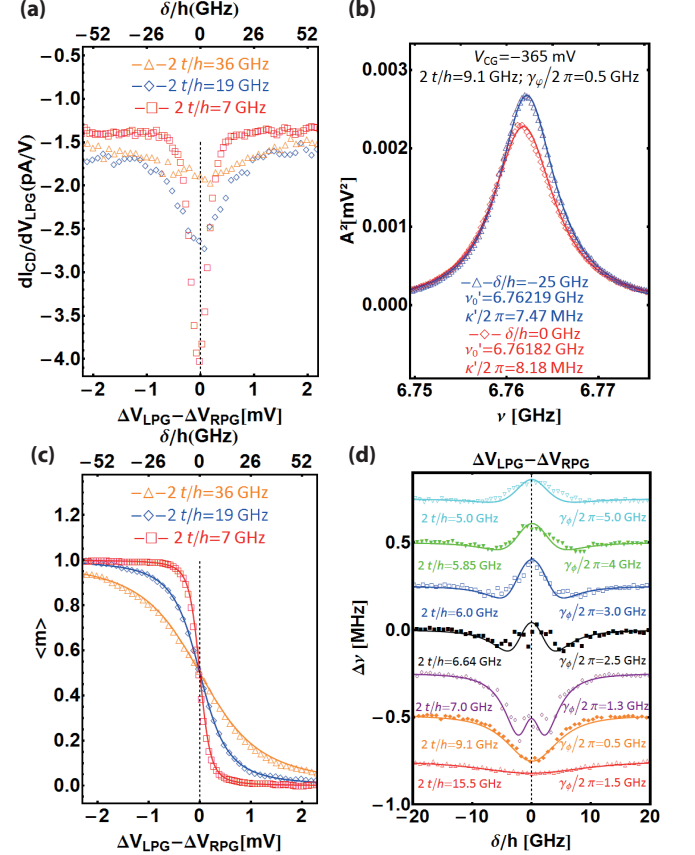 (a)
δ/h(GHz)
−52 −26 0 26 52
−0.5
−1.0
−1.5
−2.0
−2.5
−3.0
−3.5
−4.0
dI_CD/dV_LPG(pA/V)
−△−2 t/h=36 GHz
−◇−2 t/h=19 GHz
−□−2 t/h=7 GHz
−2 −1 0 1 2
ΔV_LPG−ΔV_RPG[mV]
(b)
V_CG=−365 mV
2 t/h=9.1 GHz; γ_φ/2 π=0.5 GHz
0.003
0.002
0.001
0.000
A²[mV²]
−△−δ/h=−25 GHz
ν₀'=6.76219 GHz
κ'/2 π=7.47 MHz
−◇−δ/h=0 GHz
ν₀'=6.76182 GHz
κ'/2 π=8.18 MHz
6.75 6.76 6.77
ν [GHz]
(c)
δ/h(GHz)
−52 −26 0 26 52
1.2
1.0
0.8
0.6
0.4
0.2
0.0
<m>
−△−2 t/h=36 GHz
−◇−2 t/h=19 GHz
−□−2 t/h=7 GHz
−2 −1 0 1 2
ΔV_LPG−ΔV_RPG[mV]
(d)
ΔV_LPG−ΔV_RPG
0.5
0.0
−0.5
−1.0
Δν [MHz]
2 t/h=5.0 GHz γ_ϕ/2 π=5.0 GHz
2 t/h=5.85 GHz γ_ϕ/2 π=4 GHz
2 t/h=6.0 GHz γ_ϕ/2 π=3.0 GHz
2 t/h=6.64 GHz γ_ϕ/2 π=2.5 GHz
2 t/h=7.0 GHz γ_ϕ/2 π=1.3 GHz
2 t/h=9.1 GHz γ_ϕ/2 π=0.5 GHz
2 t/h=15.5 GHz γ_ϕ/2 π=1.5 GHz
−20 −10 0 10 20
δ/h [GHz]